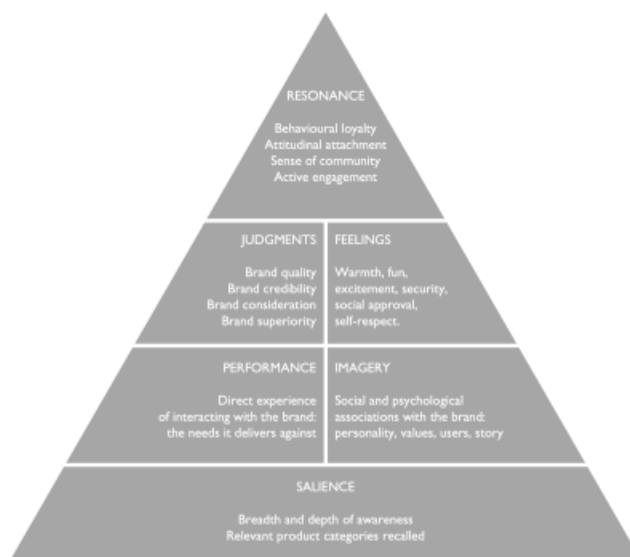 RESONANCE
Behavioural loyalty
Attitudinal attachment
Sense of community
Active engagement
JUDGMENTS
Brand quality
Brand credibility
Brand consideration
Brand superiority
FEELINGS
Warmth, fun,
excitement, security,
social approval,
self-respect.
PERFORMANCE
Direct experience
of interacting with the brand:
the needs it delivers against
IMAGERY
Social and psychological
associations with the brand:
personality, values, users, story
SALIENCE
Breadth and depth of awareness
Relevant product categories recalled